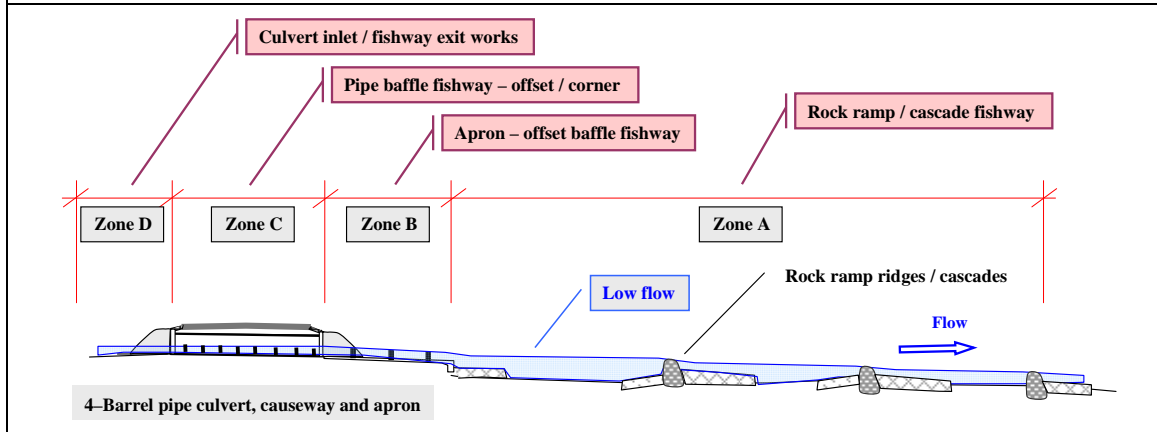 Culvert inlet / fishway exit works
Pipe baffle fishway – offset / corner
Rock ramp / cascade fishway
Apron – offset baffle fishway
Zone D
Zone C
Zone B
Zone A
Low flow
Rock ramp ridges / cascades
Flow
4–Barrel pipe culvert, causeway and apron